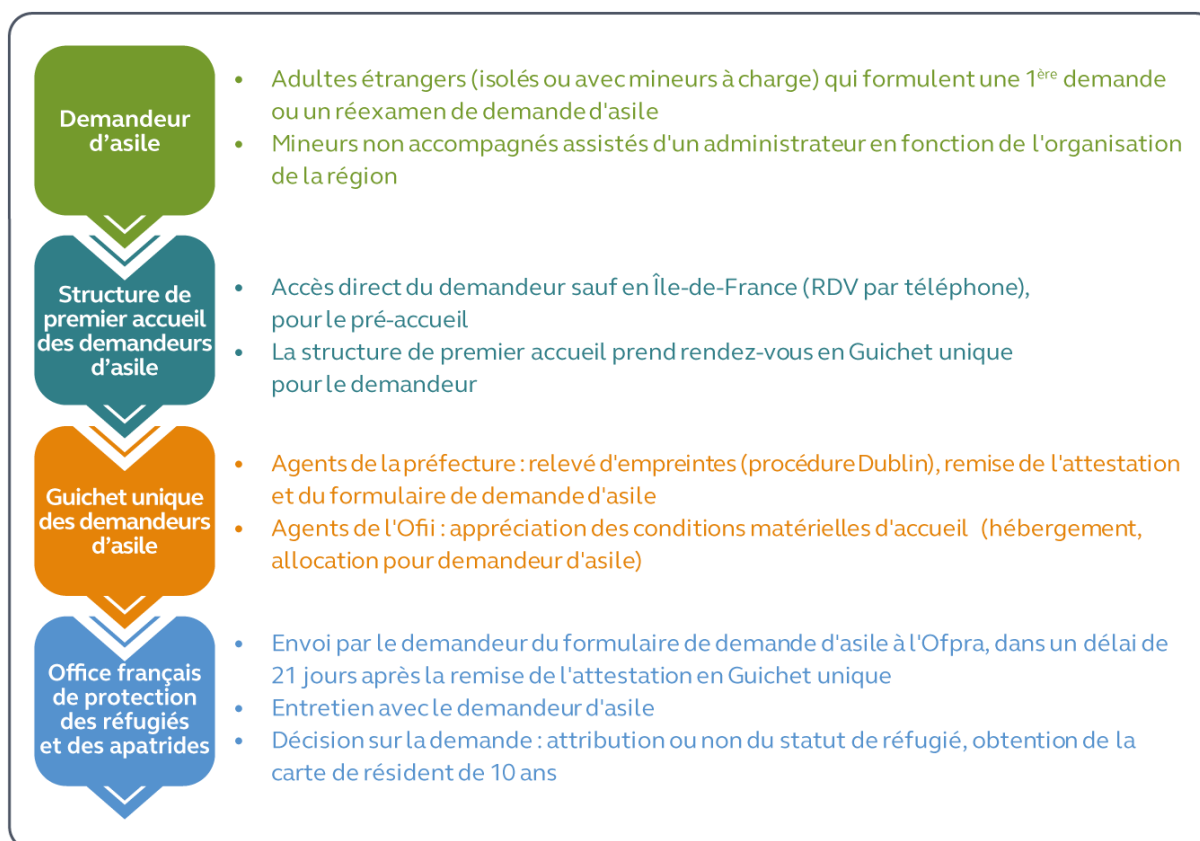 Demandeur
d’asile
• Adultes étrangers (isolés ou avec mineurs à charge) qui formulent une 1ère demande
ou un réexamen de demande d'asile
• Mineurs non accompagnés assistés d'un administrateur en fonction de l'organisation
de la région
Structure de
premier accueil
des demandeurs
d’asile
• Accès direct du demandeur sauf en Île-de-France (RDV par téléphone),
pour le pré-accueil
• La structure de premier accueil prend rendez-vous en Guichet unique
pour le demandeur
Guichet unique
des demandeurs
d’asile
• Agents de la préfecture : relevé d'empreintes (procédure Dublin), remise de l'attestation
et du formulaire de demande d'asile
• Agents de l'Ofii : appréciation des conditions matérielles d'accueil (hébergement,
allocation pour demandeur d'asile)
Office français
de protection
des réfugiés
et des apatrides
• Envoi par le demandeur du formulaire de demande d'asile à l'Ofpra, dans un délai de
21 jours après la remise de l'attestation en Guichet unique
• Entretien avec le demandeur d'asile
• Décision sur la demande : attribution ou non du statut de réfugié, obtention de la
carte de résident de 10 ans